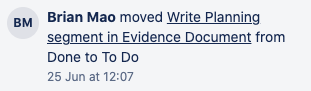 BM
Brian Mao moved Write Planning
segment in Evidence Document from
Done to To Do
25 Jun at 12:07